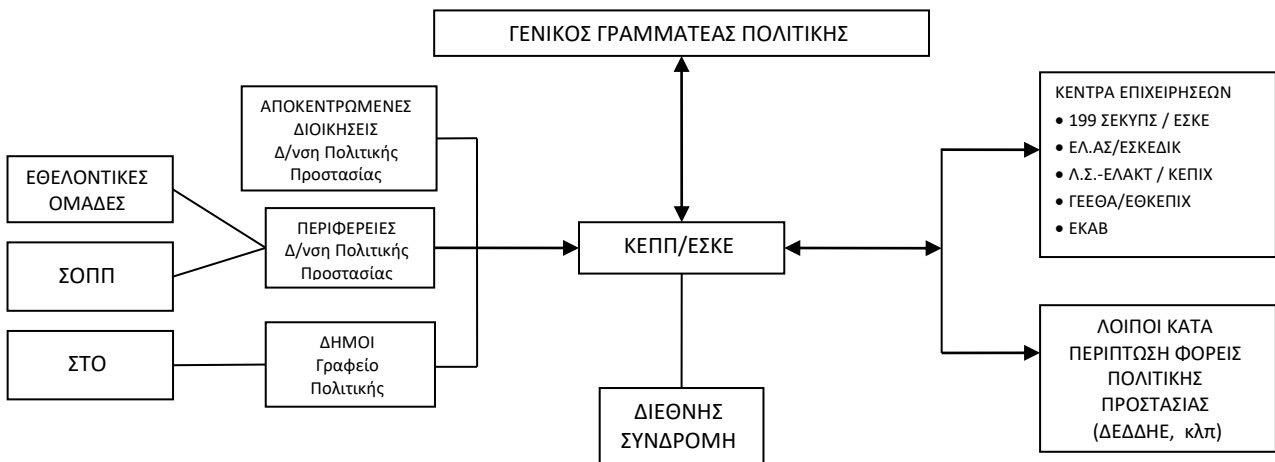 ΓΕΝΙΚΟΣ ΓΡΑΜΜΑΤΕΑΣ ΠΟΛΙΤΙΚΗΣ
ΑΠΟΚΕΝΤΡΩΜΕΝΕΣ
ΔΙΟΙΚΗΣΕΙΣ
Δ/νση Πολιτικής
Προστασίας
ΕΘΕΛΟΝΤΙΚΕΣ
ΟΜΑΔΕΣ
ΣΟΠΠ
ΣΤΟ
ΠΕΡΙΦΕΡΕΙΕΣ
Δ/νση Πολιτικής
Προστασίας
ΔΗΜΟΙ
Γραφείο
Πολιτικής
ΚΕΠΠ/ΕΣΚΕ
ΔΙΕΘΝΗΣ
ΣΥΝΔΡΟΜΗ
ΚΕΝΤΡΑ ΕΠΙΧΕΙΡΗΣΕΩΝ
• 199 ΣΕΚΥΠΣ / ΕΣΚΕ
• ΕΛ.ΑΣ/ΕΣΚΕΔΙΚ
• Λ.Σ.-ΕΛΑΚΤ / ΚΕΠΙΧ
• ΓΕΕΘΑ/ΕΘΚΕΠΙΧ
• ΕΚΑΒ
ΛΟΙΠΟΙ ΚΑΤΑ
ΠΕΡΙΠΤΩΣΗ ΦΟΡΕΙΣ
ΠΟΛΙΤΙΚΗΣ
ΠΡΟΣΤΑΣΙΑΣ
(ΔΕΔΔΗΕ, κλπ)